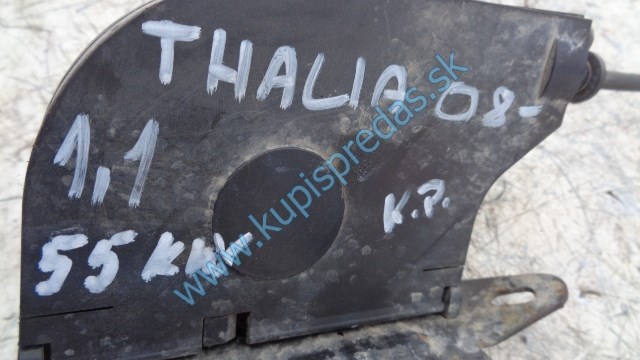 THALIA 08-
1,1
K.P.
55 KW
www.kupispredas.sk